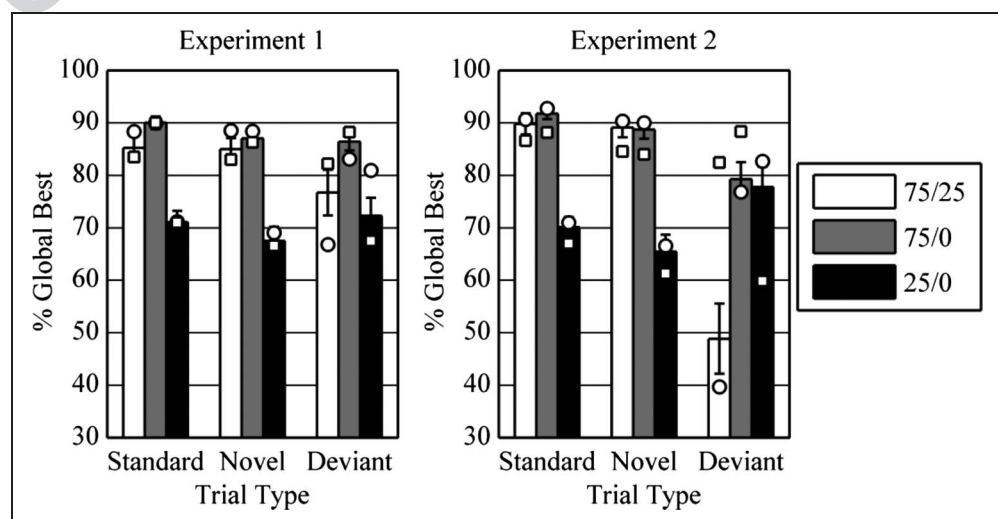 Experiment 1
% Global Best
100
90
80
70
60
50
40
30
Standard Novel Deviant
Trial Type
Experiment 2
% Global Best
100
90
80
70
60
50
40
30
Standard Novel Deviant
Trial Type
75/25
75/0
25/0